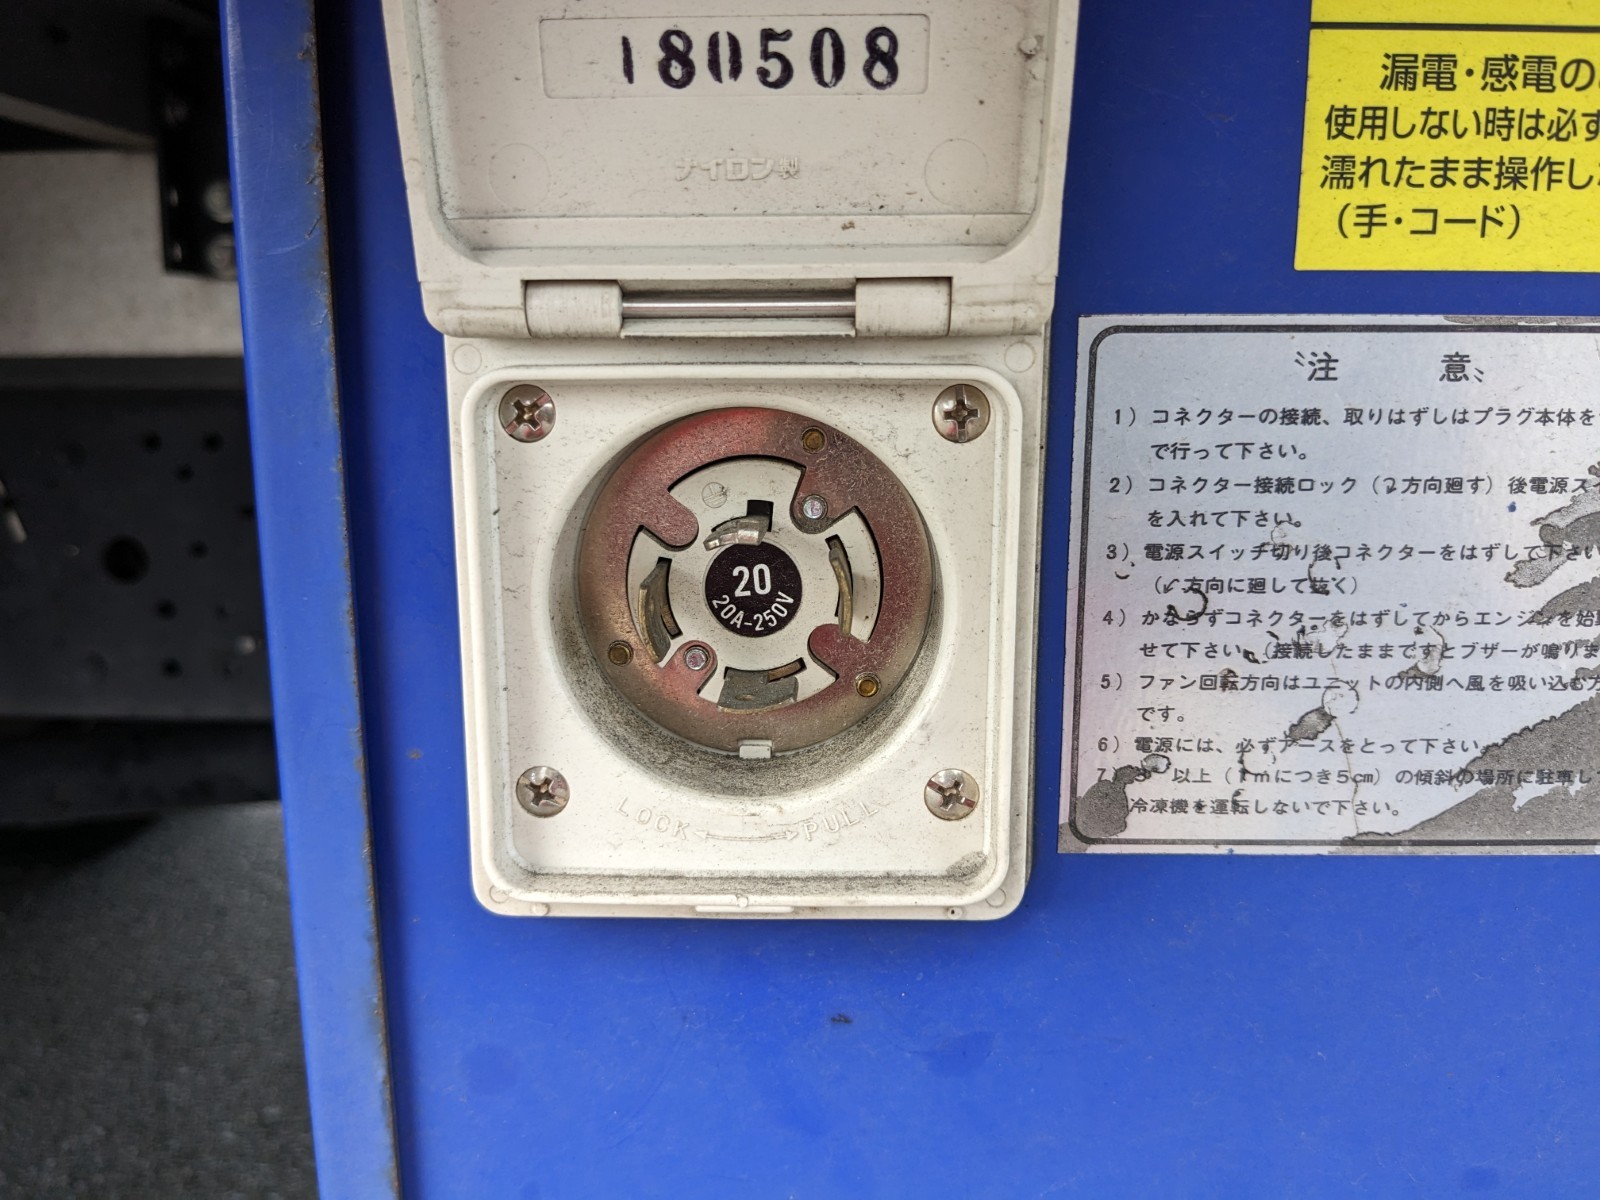 180508
ナイロン製
20
20A-250V
LOCK PULL
漏電・感電の
使用しない時は必ず
濡れたまま操作し
(手・コード)
注 意
1) コネクターの接続、取りはずしはプラグ本体を
で行って下さい。
2) コネクター接続ロック (方向廻す) 後電源スイ
を入れて下さい。
3) 電源スイッチ切り後コネクターをはずして下さい
(方向に廻して抜く)
4) かならずコネクターをはずしてからエンジンを始動
せて下さい。(接続したままですとブザーが鳴りま
5) ファン回転方向はユニットの内側へ風を吸い込む方
です。
6) 電源には、必ずアースをとって下さい。
7) 3° 以上 (1mにつき5cm) の傾斜の場所に駐車して
冷凍機を運転しないで下さい。